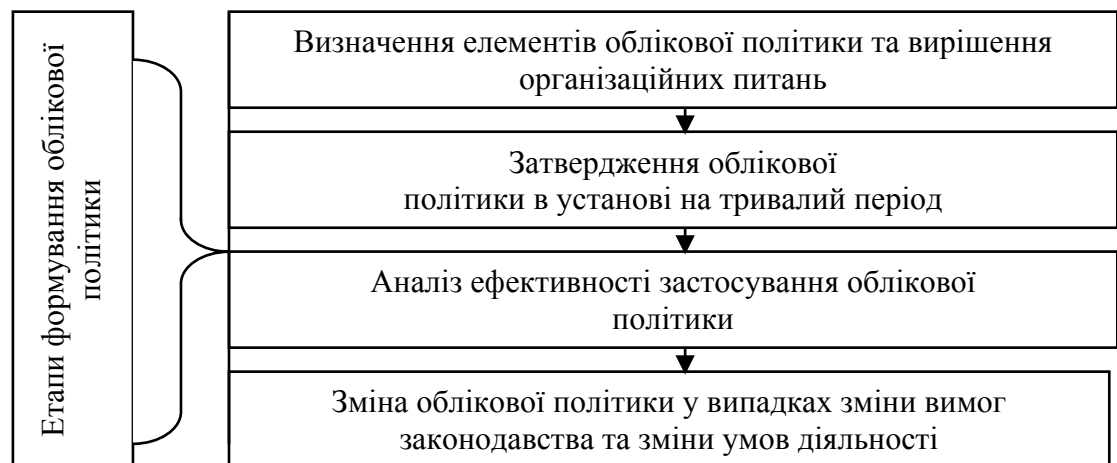 Етапи формування облікової
політики
Визначення елементів облікової політики та вирішення
організаційних питань
Затвердження облікової
політики в установі на тривалий період
Аналіз ефективності застосування облікової
політики
Зміна облікової політики у випадках зміни вимог
законодавства та зміни умов діяльності